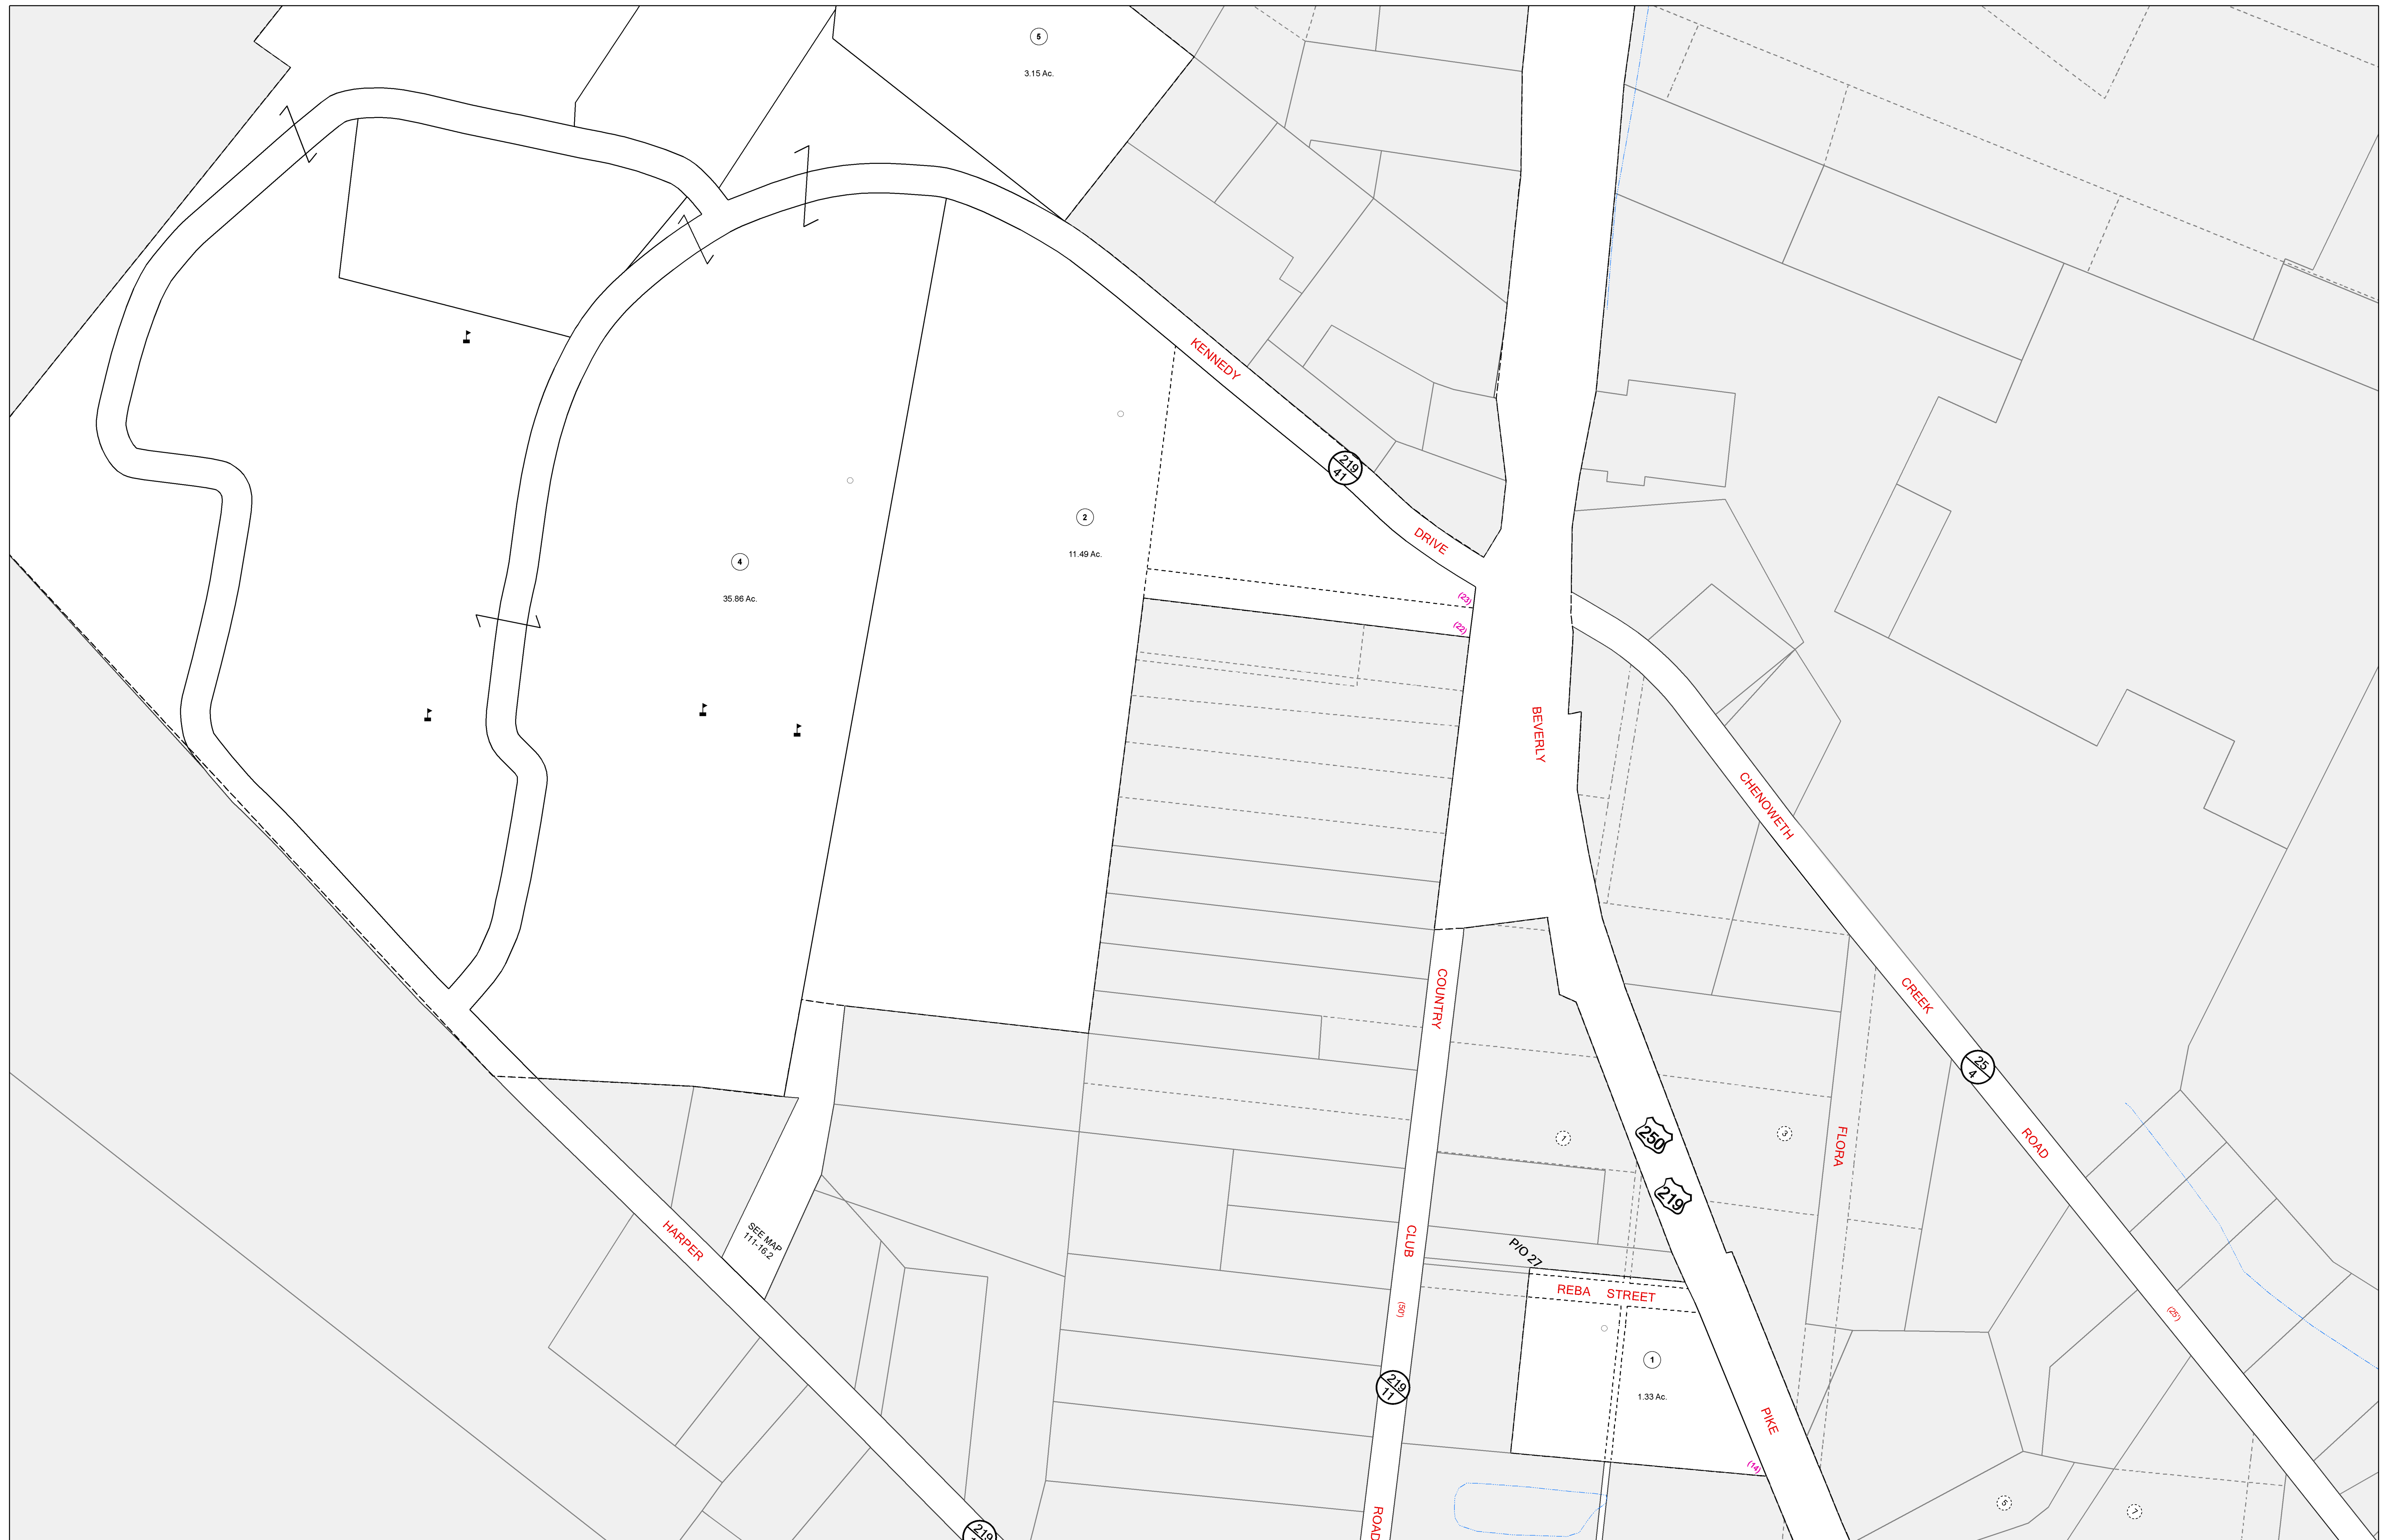 5
3.15 Ac.
KENNEDY
219
41
DRIVE
2
11.49 Ac.
4
35.86 Ac.
(23)
(22)
BEVERLY
CHENOWETH
CREEK
COUNTRY
25
4
ROAD
250
219
1
3
FLORA
HARPER
SEE MAP
111-16.2
CLUB
P/O 27
REBA STREET
(50')
(25')
1
1.33 Ac.
219
11
PIKE
(14)
5
7
ROAD
219